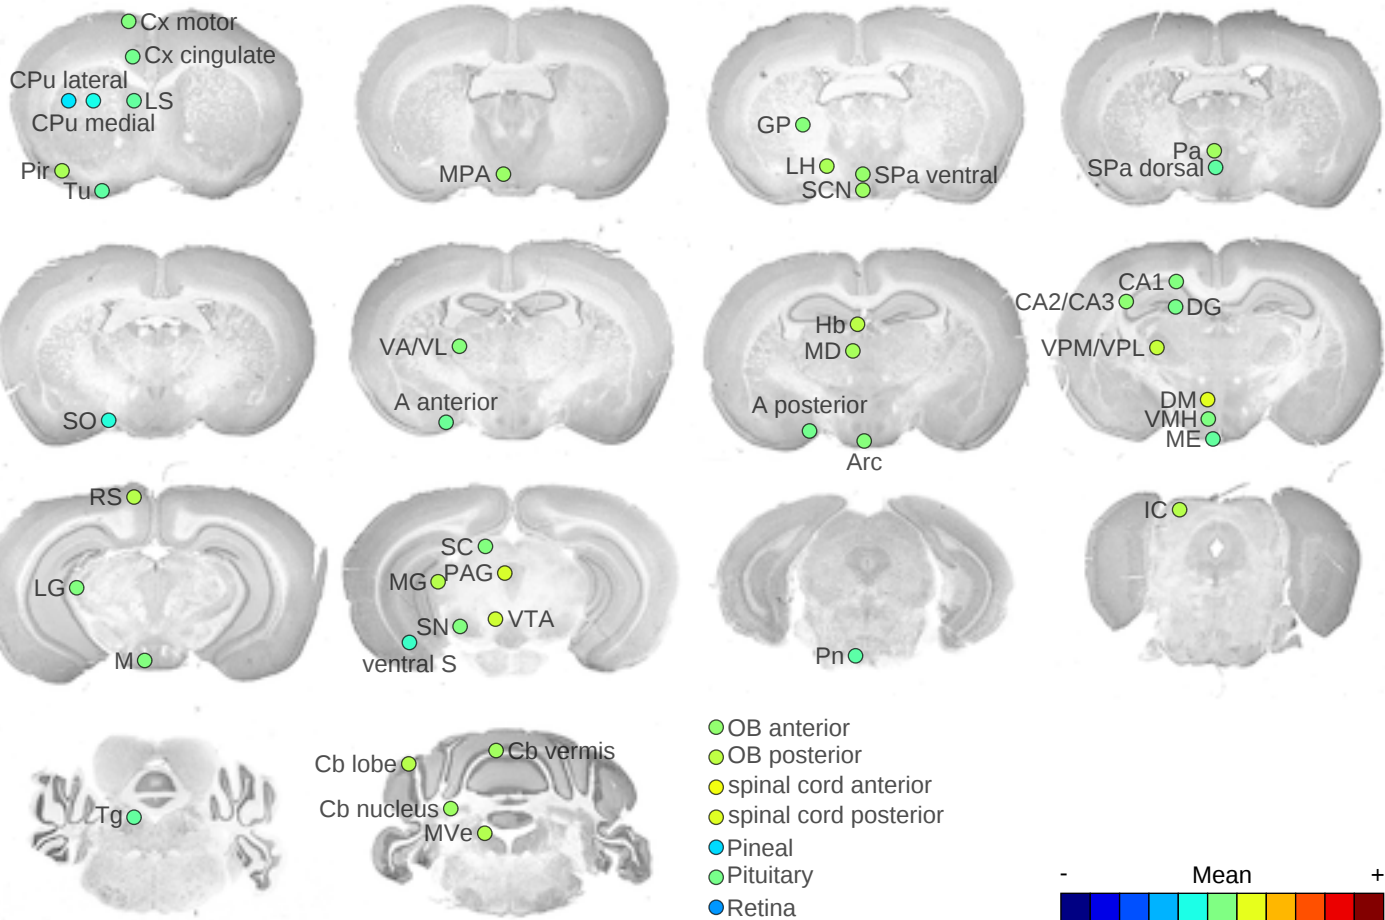 Cx motor
Cx cingulate
CPu lateral
LS
CPu medial
Pir
Tu
MPA
GP
LH
SPa ventral
SCN
Pa
SPa dorsal
SO
VA/VL
A anterior
Hb
MD
A posterior
Arc
CA1
CA2/CA3
DG
VPM/VPL
DM
VMH
ME
RS
LG
M
SC
MG
PAG
SN
VTA
ventral S
Pn
IC
Tg
Cb lobe
Cb vermis
Cb nucleus
MVe
OB anterior
OB posterior
spinal cord anterior
spinal cord posterior
Pineal
Pituitary
Retina
- Mean +